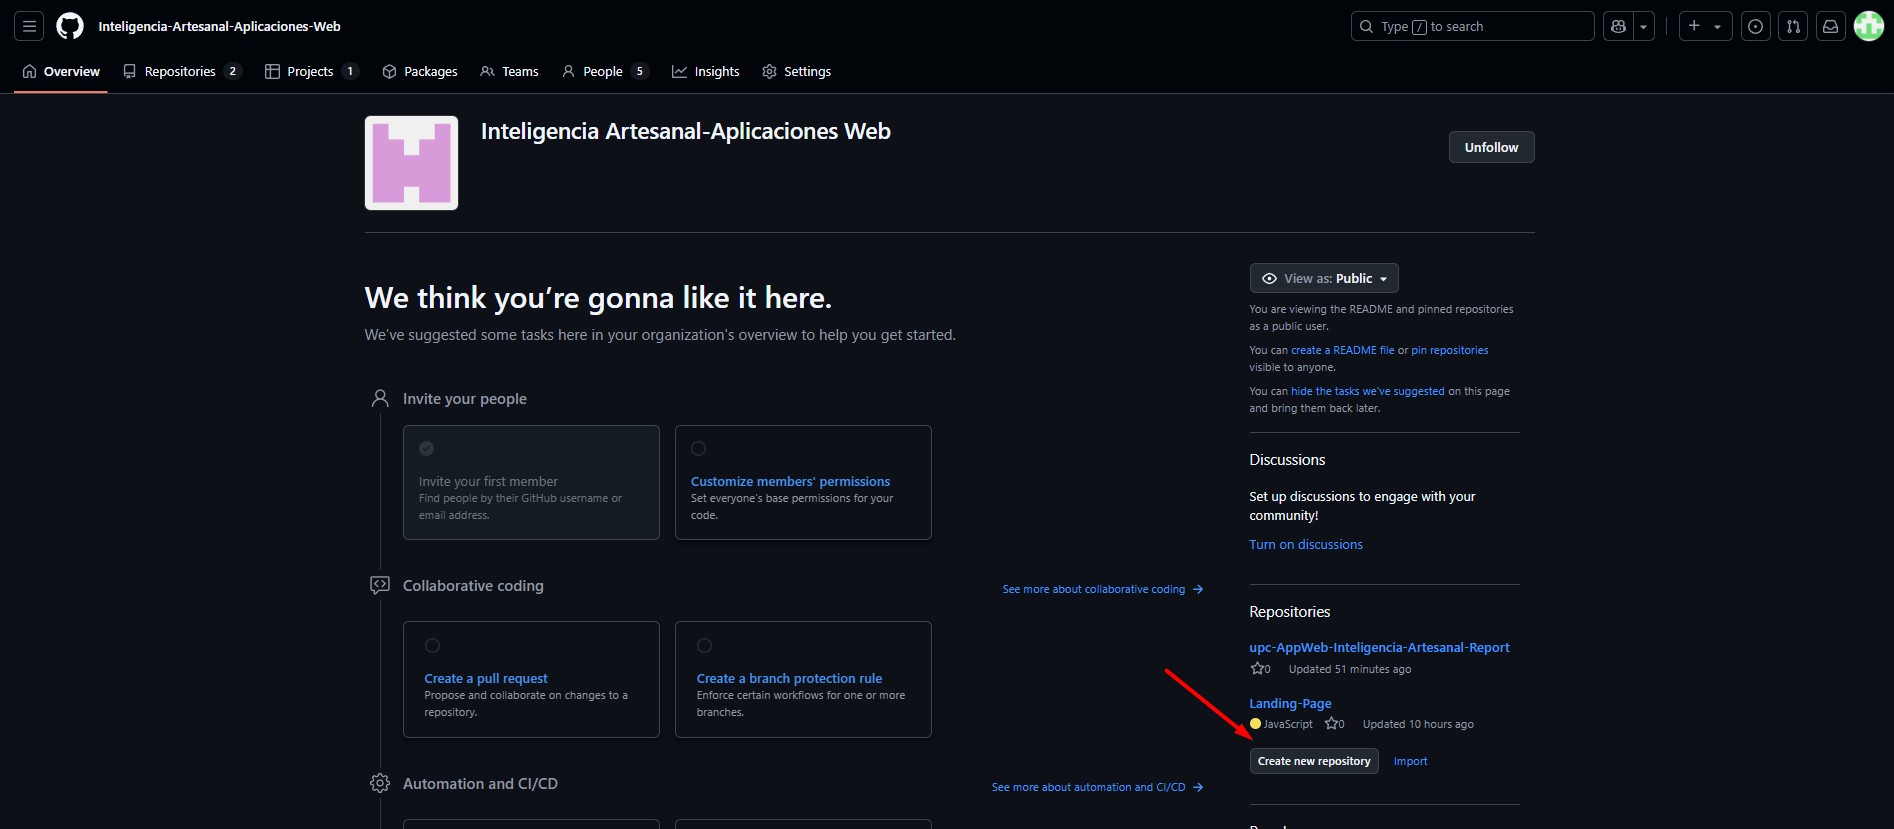 Inteligencia-Artesanal-Aplicaciones-Web
Type / to search
Overview
Repositories 2
Projects 1
Packages
Teams
People 5
Insights
Settings
Inteligencia Artesanal-Aplicaciones Web
Unfollow
We think you're gonna like it here.
We've suggested some tasks here in your organization's overview to help you get started.
Invite your people
Invite your first member
Find people by their GitHub username or
email address.
Customize members' permissions
Set everyone's base permissions for your
code.
Collaborative coding
See more about collaborative coding →
Create a pull request
Propose and collaborate on changes to a
repository.
Create a branch protection rule
Enforce certain workflows for one or more
branches.
Automation and CI/CD
See more about automation and CI/CD →
View as: Public
You are viewing the README and pinned repositories
as a public user.
You can create a README file or pin repositories
visible to anyone.
You can hide the tasks we've suggested on this page
and bring them back later.
Discussions
Set up discussions to engage with your
community!
Turn on discussions
Repositories
upc-AppWeb-Inteligencia-Artesanal-Report
0 Updated 51 minutes ago
Landing-Page
JavaScript 0 Updated 10 hours ago
Create new repository
Import